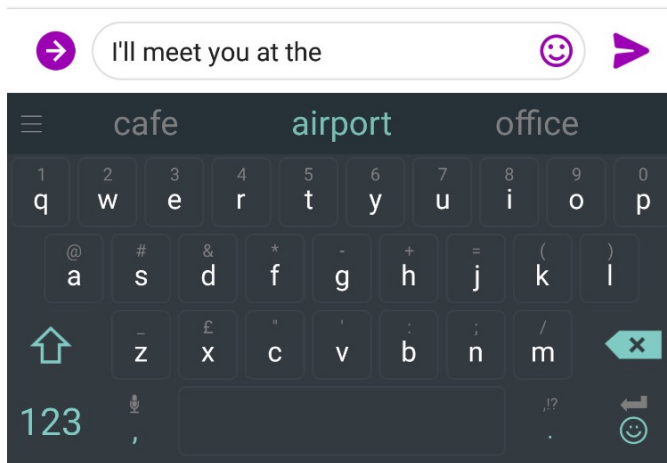 I'll meet you at the
cafe airport office
1 2 3 4 5 6 7 8 9 0
q w e r t y u i o p
@ # & * - + = ( )
a s d f g h j k l
_ £ " ' : ; /
z x c v b n m
123 , ,!? .